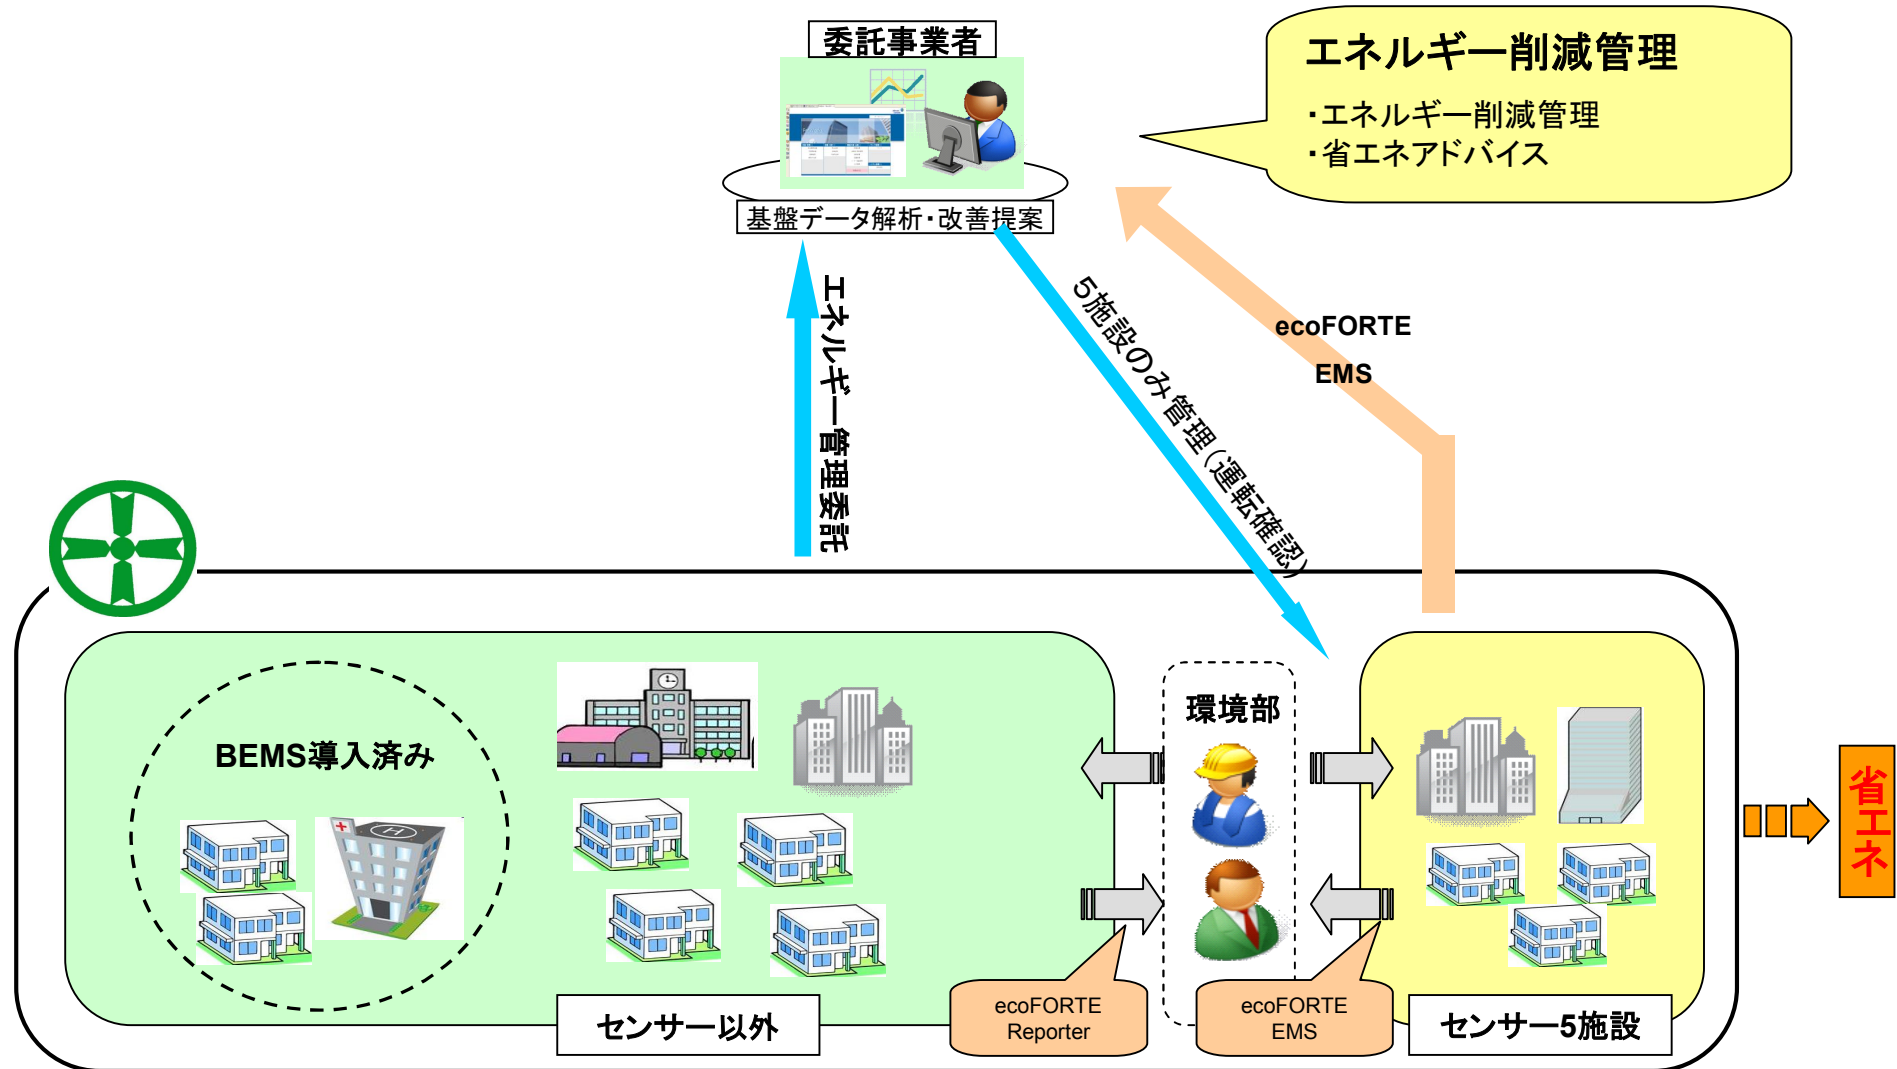 委託事業者
エネルギー削減管理
・エネルギー削減管理
・省エネアドバイス
基盤データ解析・改善提案
エネルギー管理委託
5施設のみ管理(運転確認)
ecoFORTE
EMS
環境部
BEMS導入済み
省エネ
ecoFORTE
Reporter
ecoFORTE
EMS
センサー以外
センサー5施設